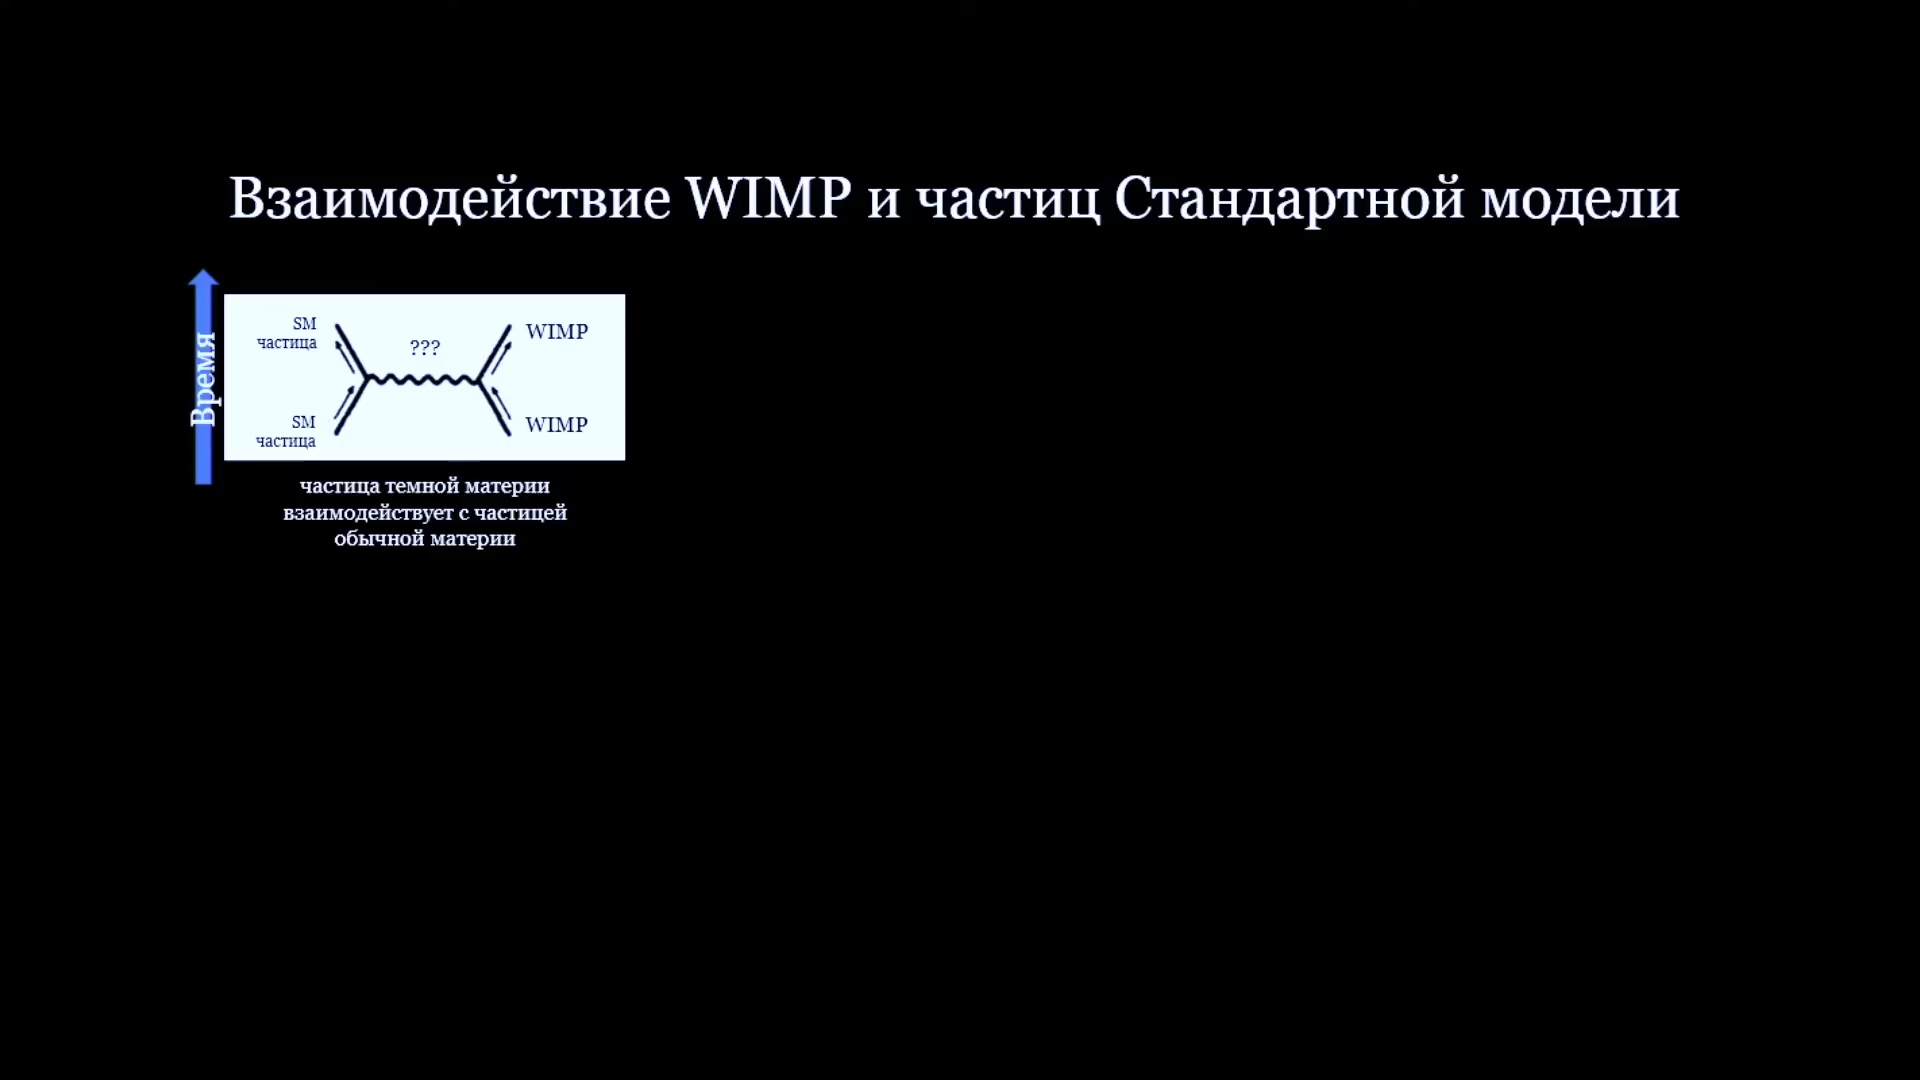 Взаимодействие WIMP и частиц Стандартной модели
Время
SM
частица
???
WIMP
SM
частица
WIMP
частица темной материи
взаимодействует с частицей
обычной материи